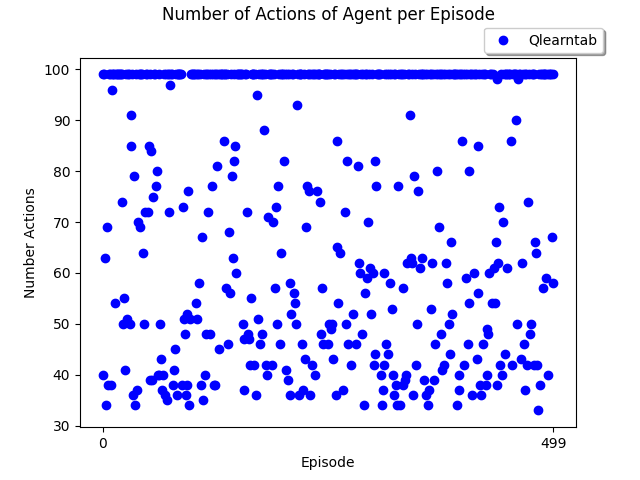 Number of Actions of Agent per Episode
Qlearntab
100
90
80
70
60
50
40
30
Number Actions
0
499
Episode